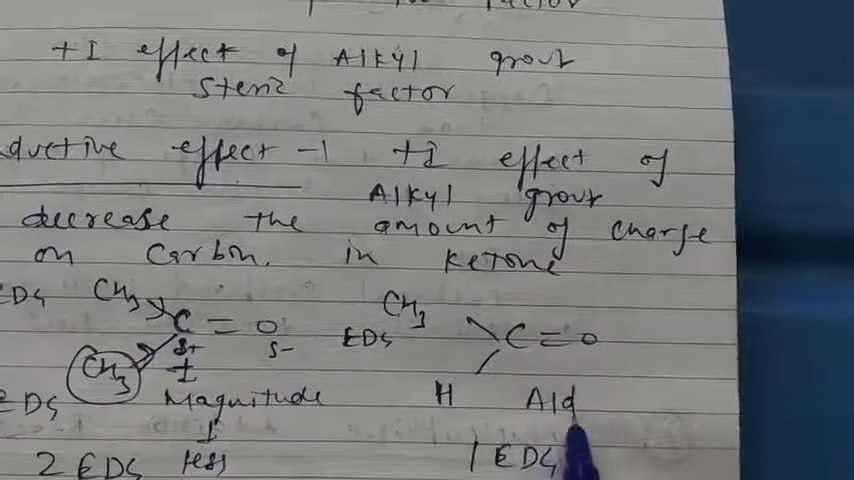 factor
+I effect of Alkyl group
Steric factor
ductive effect - 1 +I effect of
Alkyl group
decrease the amount of charge
on Carbon. in ketone
EDG CH3 C = O
δ+ δ-
CH3
CH3 C = O
EDG
H Ald
EDG Magnitude
2 EDG less
1 EDG